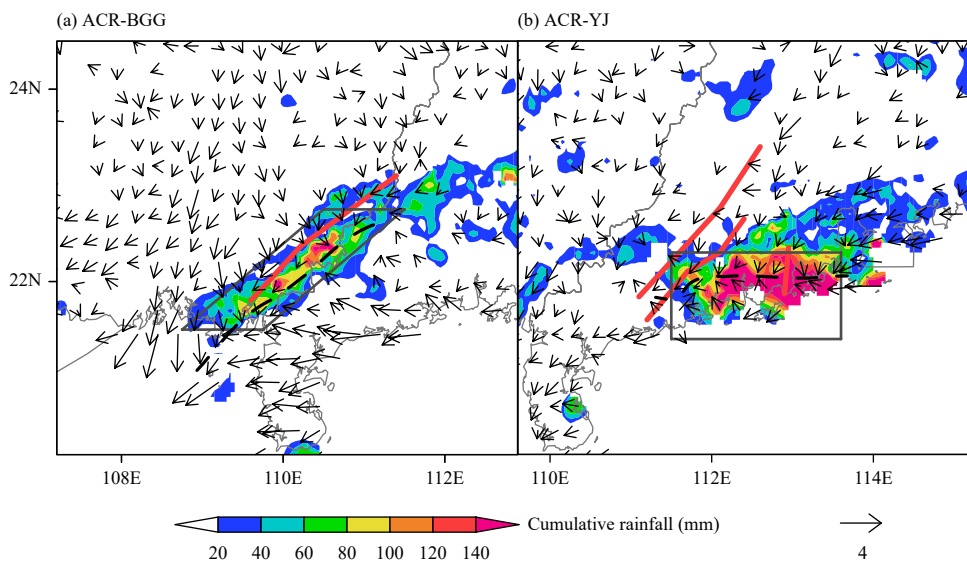 (a) ACR-BGG
(b) ACR-YJ
24N
22N
108E 110E 112E 110E 112E 114E
Cumulative rainfall (mm)
20 40 60 80 100 120 140
4